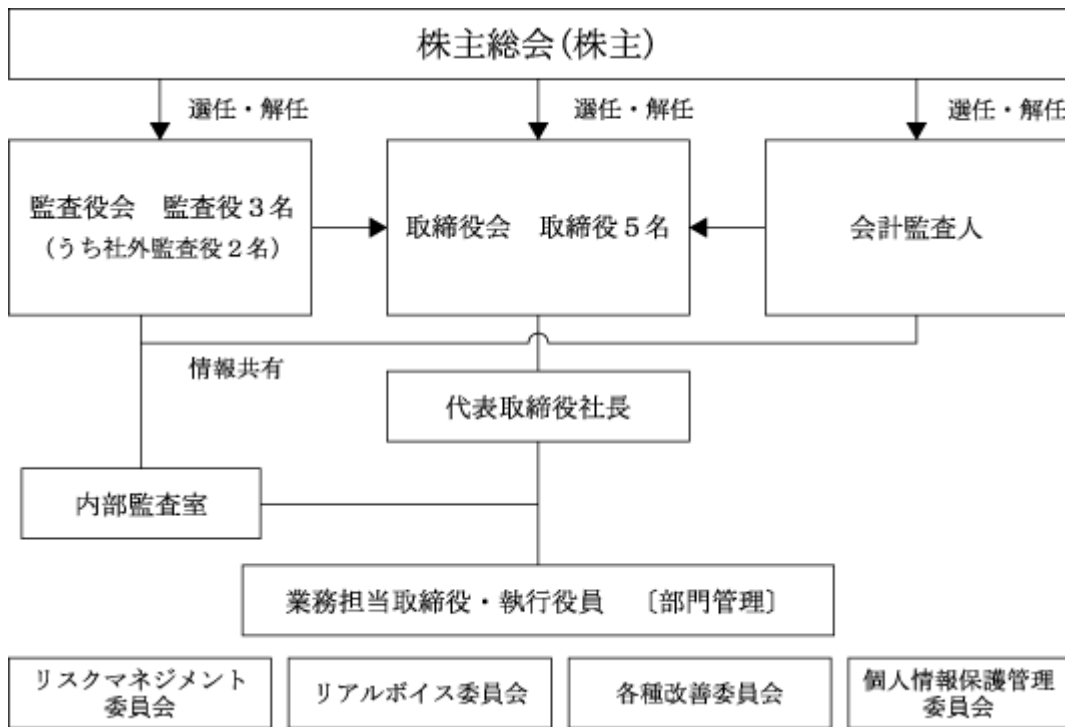 株主総会(株主)
選任・解任
選任・解任
選任・解任
監査役会　監査役３名
(うち社外監査役２名)
取締役会　取締役５名
会計監査人
情報共有
代表取締役社長
内部監査室
業務担当取締役・執行役員　〔部門管理〕
リスクマネジメント
委員会
リアルボイス委員会
各種改善委員会
個人情報保護管理
委員会